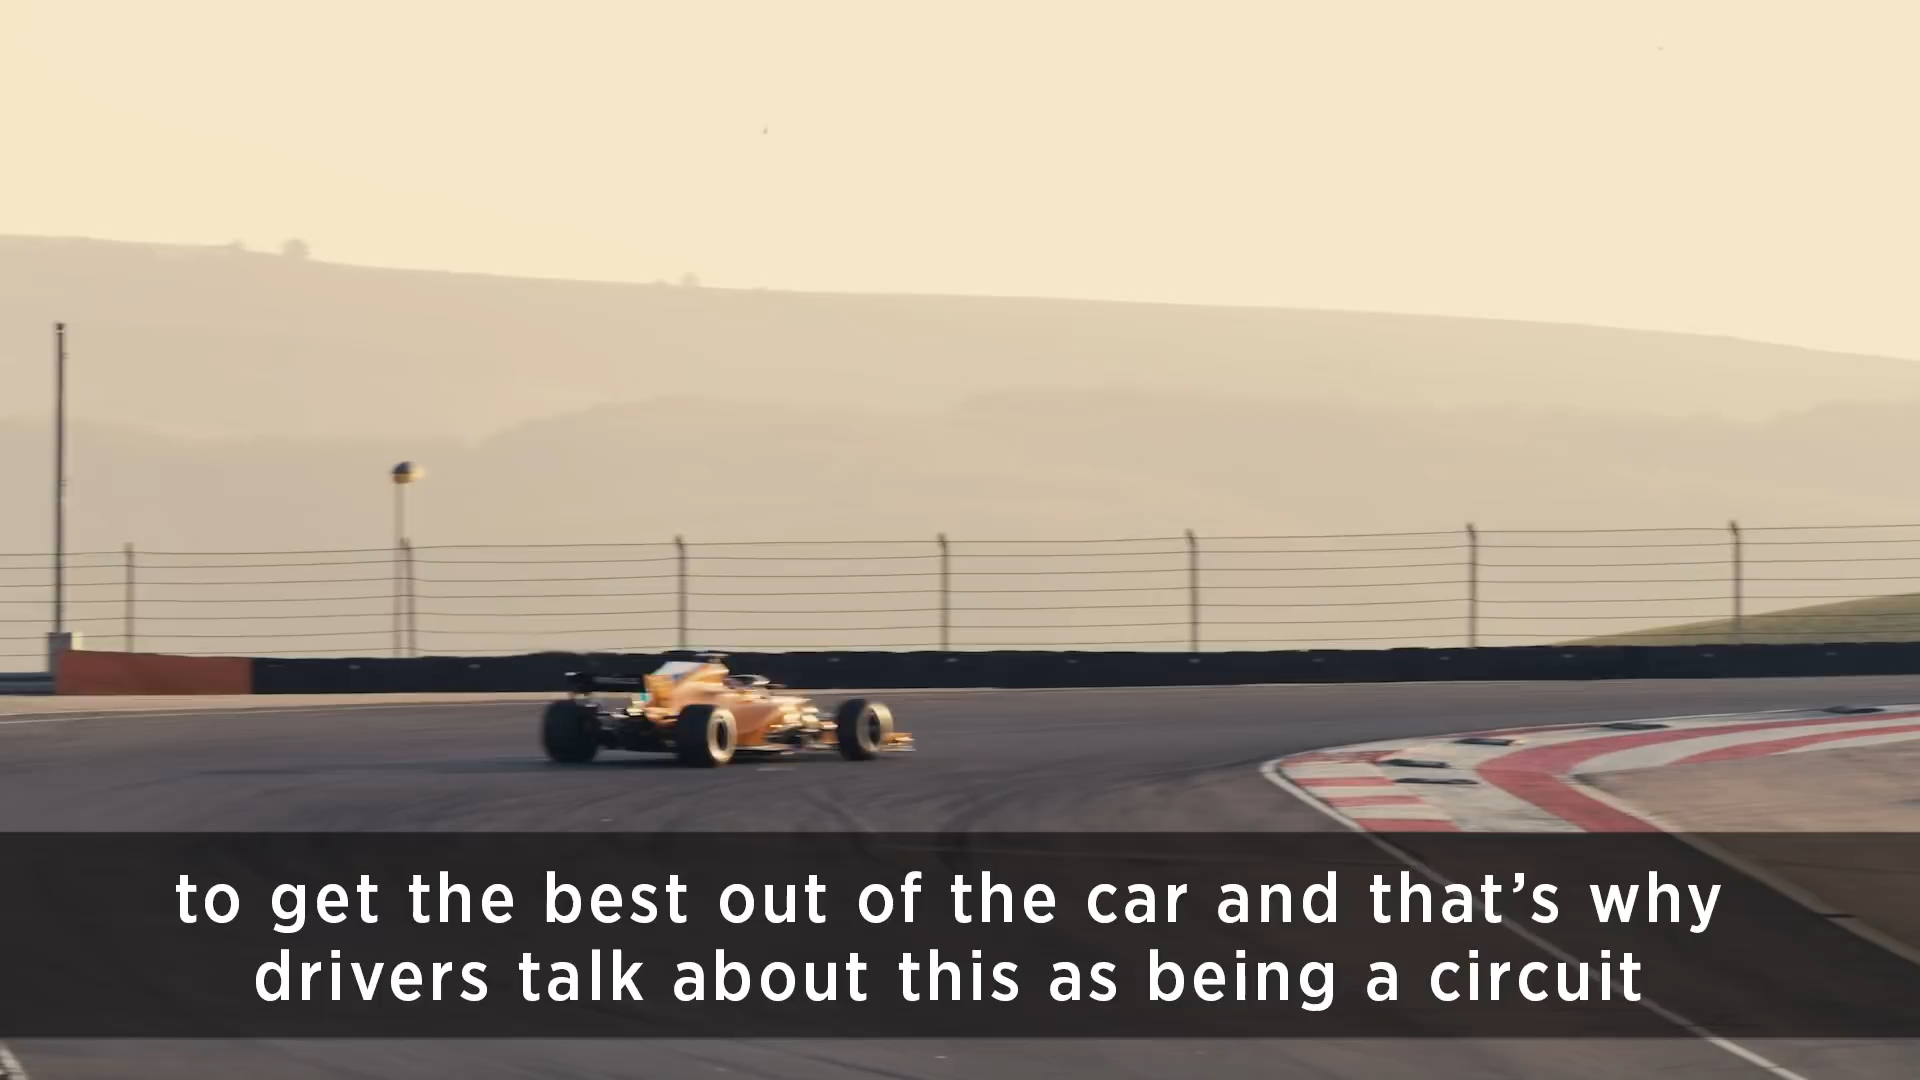 to get the best out of the car and that’s why
drivers talk about this as being a circuit